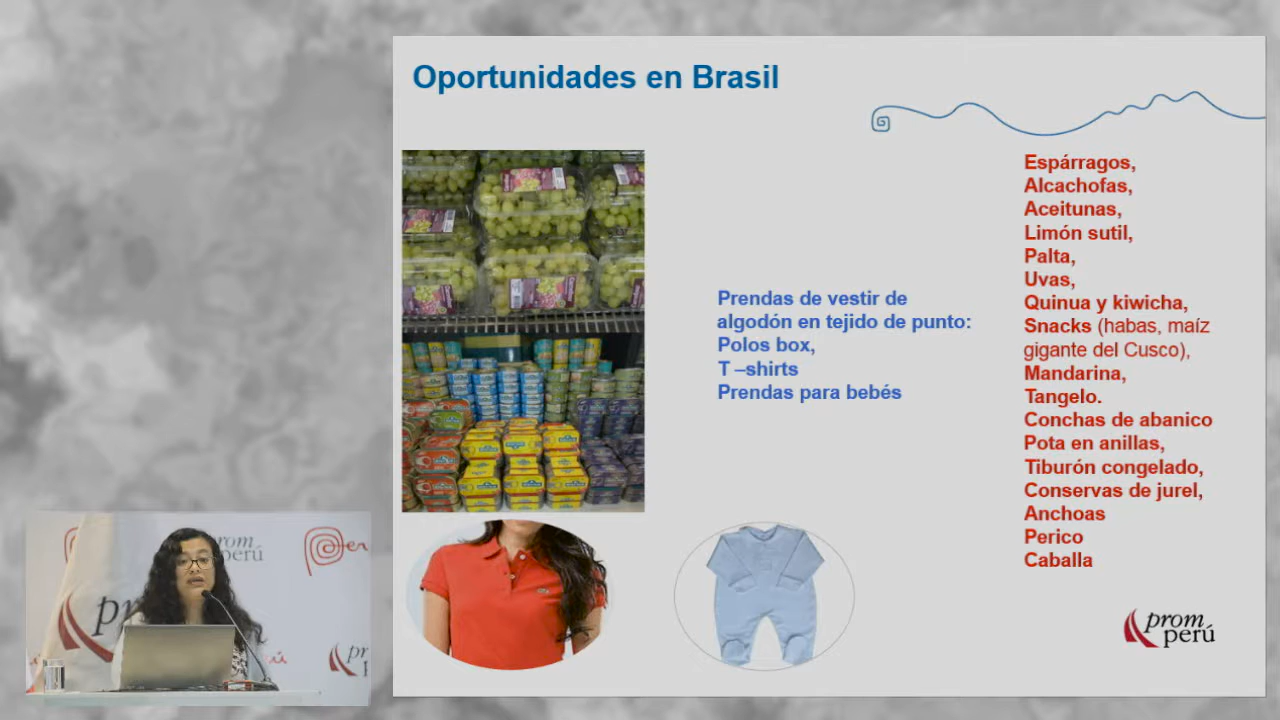 Oportunidades en Brasil
Prendas de vestir de
algodón en tejido de punto:
Polos box,
T –shirts
Prendas para bebés
Espárragos,
Alcachofas,
Aceitunas,
Limón sutil,
Palta,
Uvas,
Quinua y kiwicha,
Snacks (habas, maíz
gigante del Cusco),
Mandarina,
Tangelo.
Conchas de abanico
Pota en anillas,
Tiburón congelado,
Conservas de jurel,
Anchoas
Perico
Caballa
prom
perú